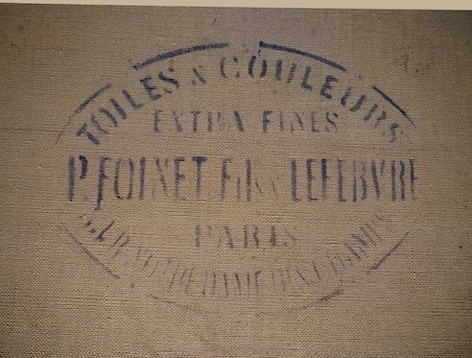 TOILES & COULEURS
EXTRA FINES
P. FOINET Fils & LEFEBVRE
PARIS
R. NOTRE DAME DES CHAMPS